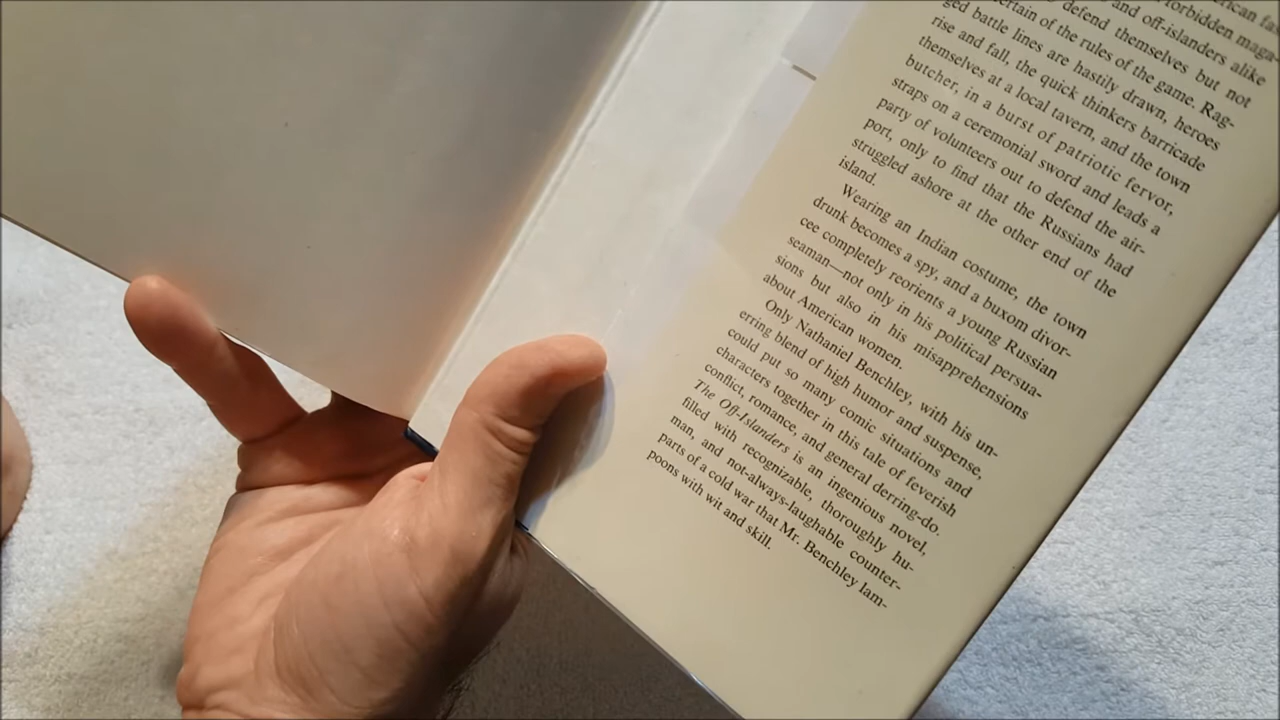 rican fas
forbidden maga-
and off-islanders alike
defend themselves but not
ertain of the rules of the game. Rag-
ged battle lines are hastily drawn, heroes
rise and fall, the quick thinkers barricade
themselves at a local tavern, and the town
butcher, in a burst of patriotic fervor,
straps on a ceremonial sword and leads a
party of volunteers out to defend the air-
port, only to find that the Russians had
struggled ashore at the other end of the
island.
Wearing an Indian costume, the town
drunk becomes a spy, and a buxom divor-
cee completely reorients a young Russian
seaman—not only in his political persua-
sions but also in his misapprehensions
about American women.
Only Nathaniel Benchley, with his un-
erring blend of high humor and suspense,
could put so many comic situations and
characters together in this tale of feverish
conflict, romance, and general derring-do.
The Off-Islanders is an ingenious novel,
filled with recognizable, thoroughly hu-
man, and not-always-laughable counter-
parts of a cold war that Mr. Benchley lam-
poons with wit and skill.